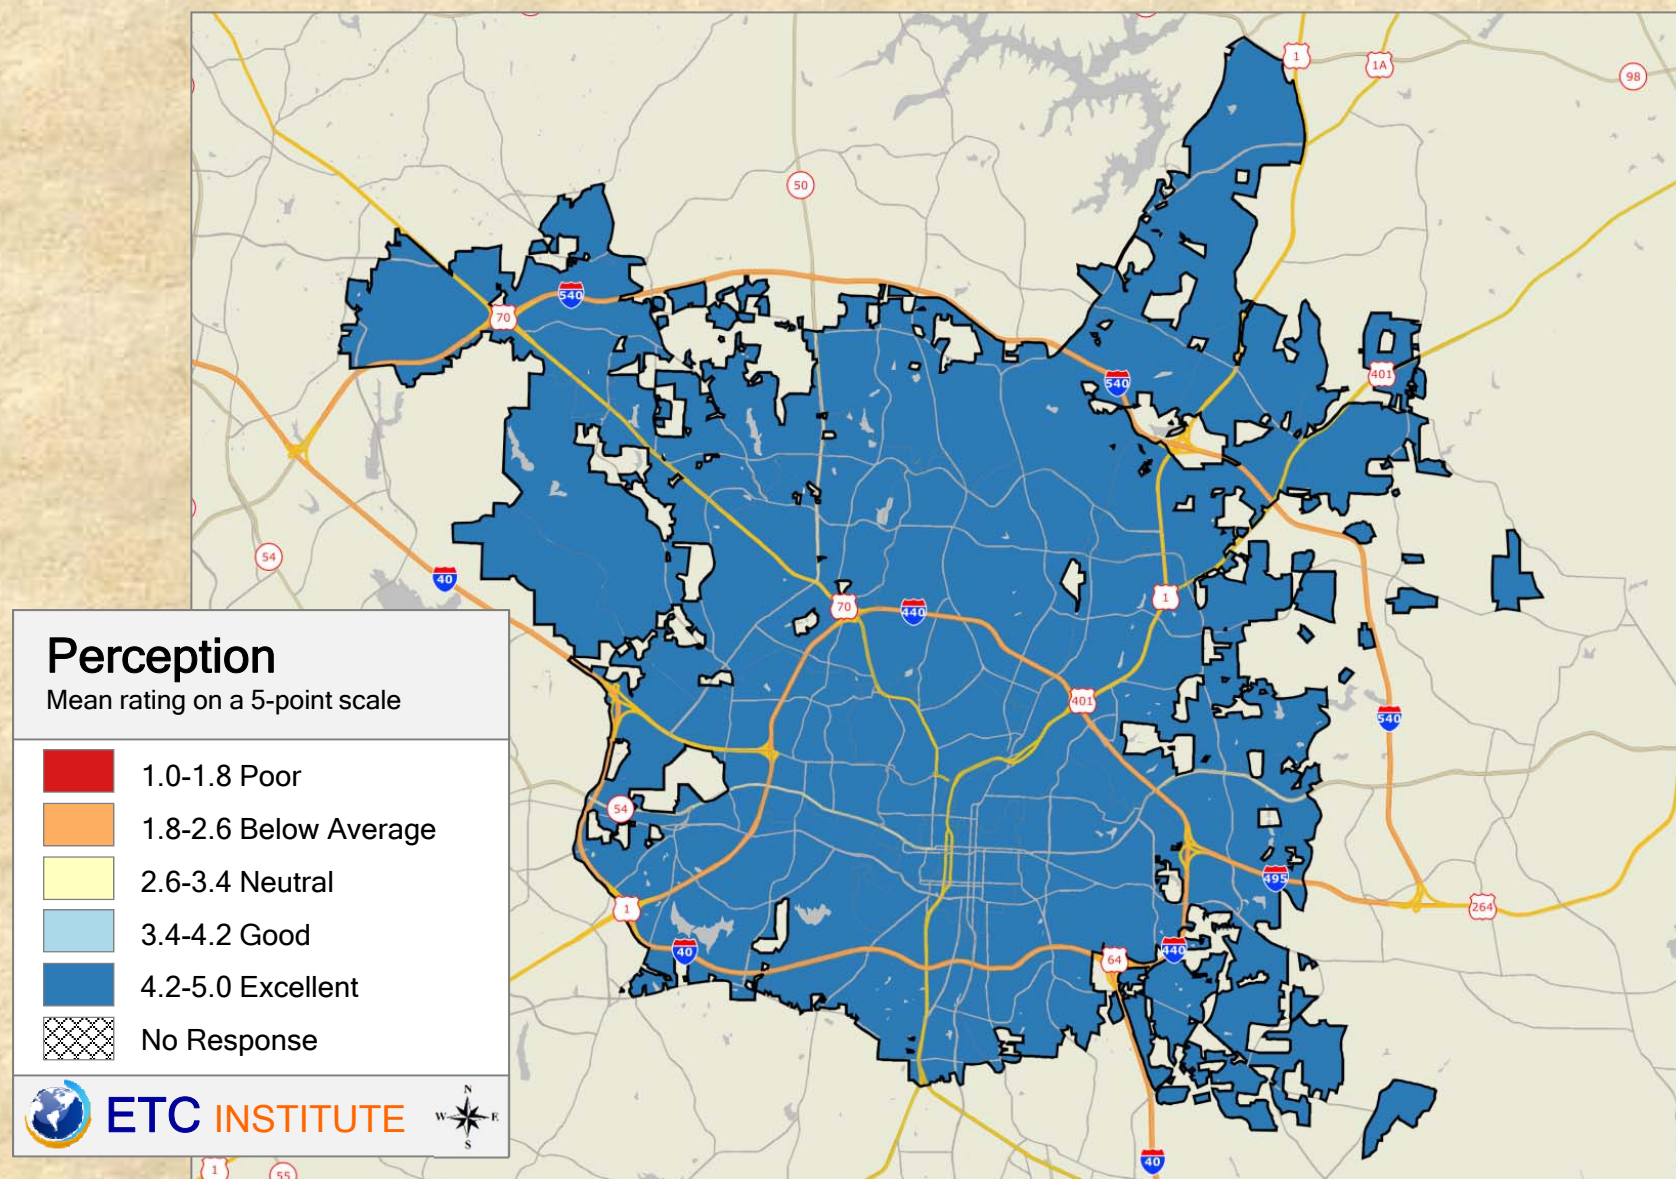 1
1A
98
50
540
70
401
540
54
40
70
440
1
401
540
54
495
264
1
40
440
64
40
1
55
Perception
Mean rating on a 5-point scale
1.0-1.8 Poor
1.8-2.6 Below Average
2.6-3.4 Neutral
3.4-4.2 Good
4.2-5.0 Excellent
No Response
ETC INSTITUTE
N
W E
S